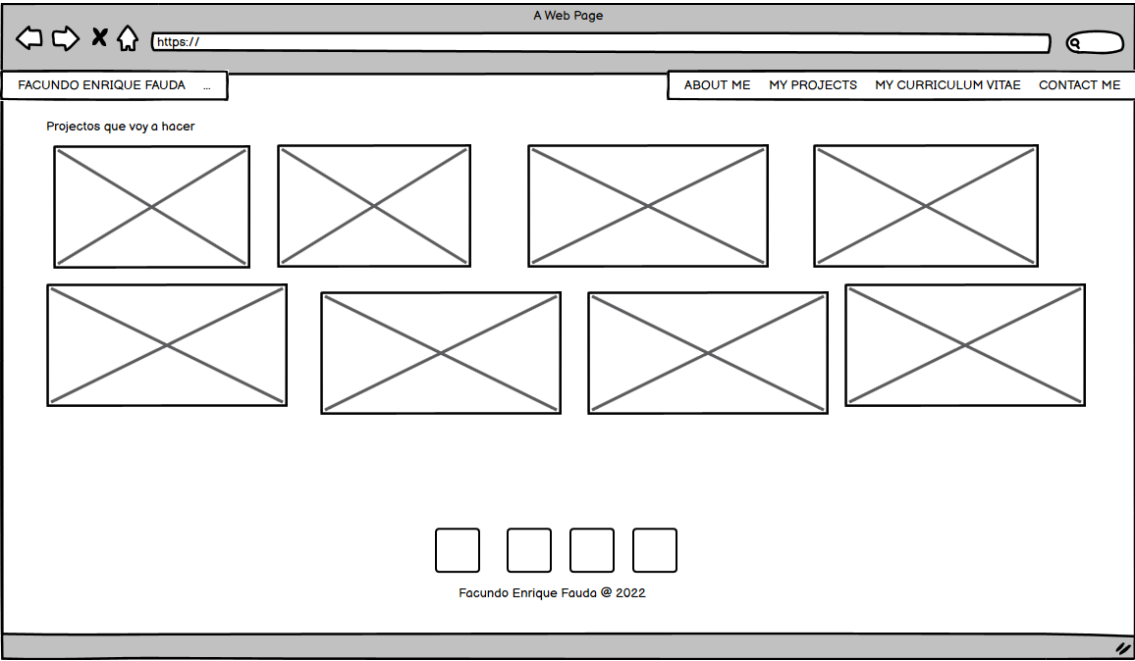 A Web Page
https://
FACUNDO ENRIQUE FAUDA ... ABOUT ME MY PROJECTS MY CURRICULUM VITAE CONTACT ME
Projectos que voy a hacer
Facundo Enrique Fauda @ 2022